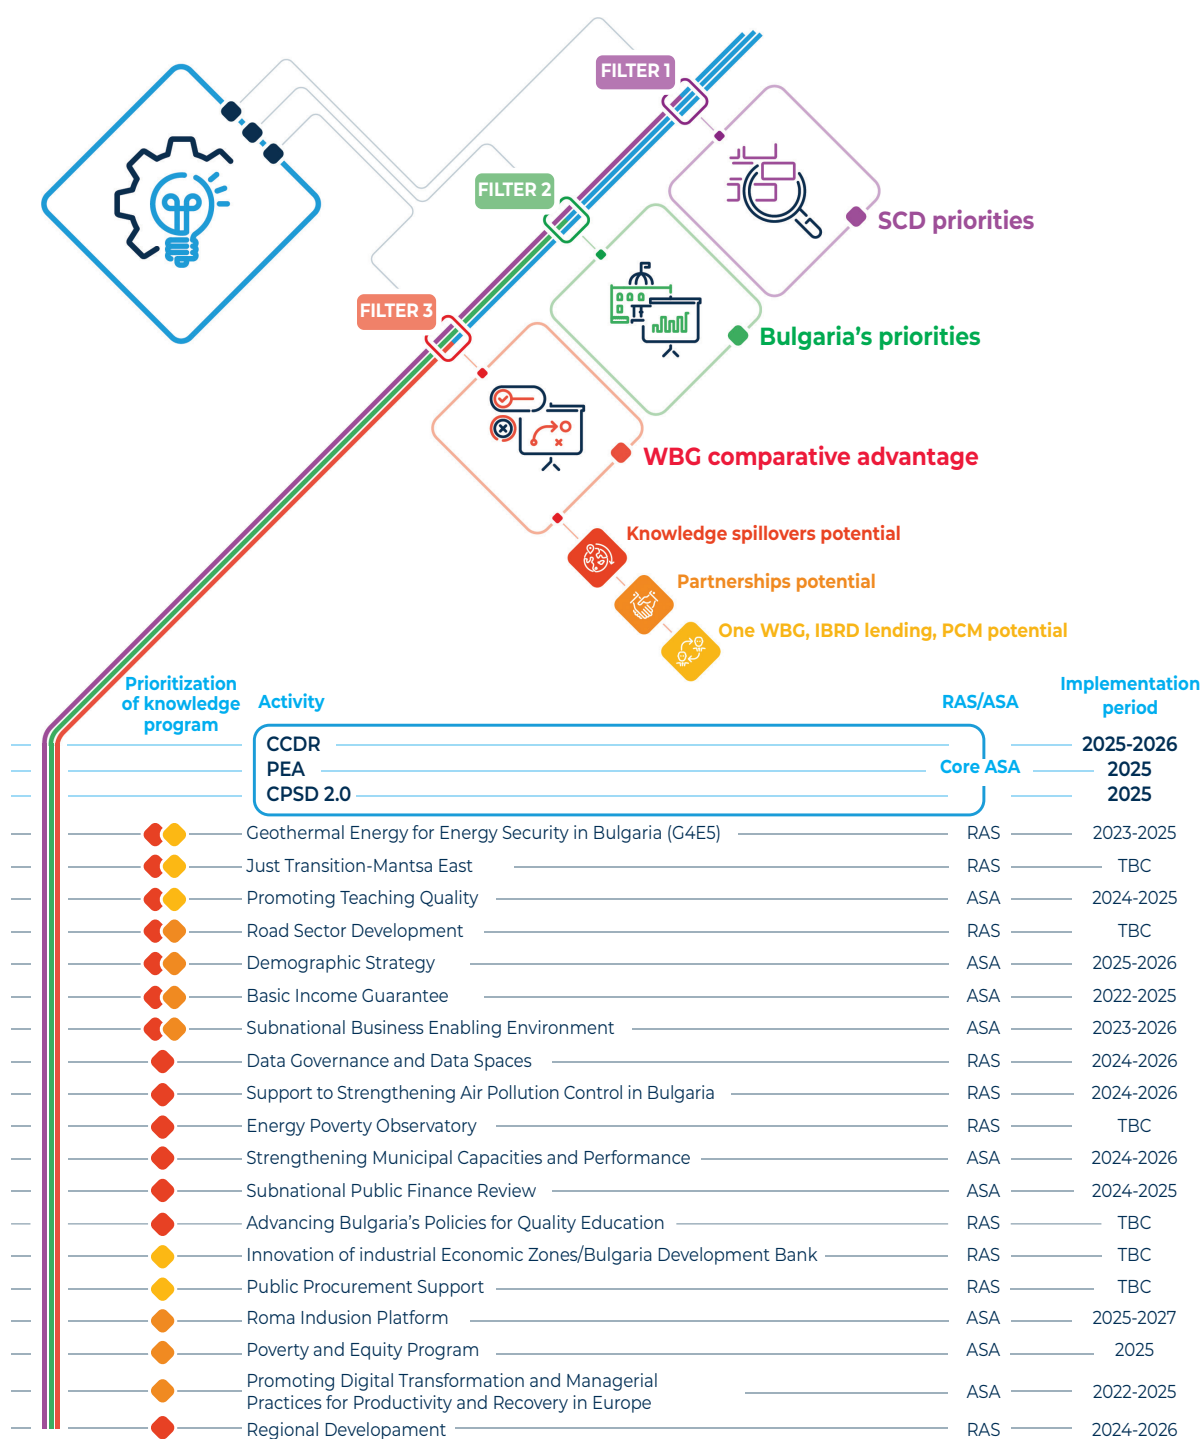 FILTER 1
SCD priorities
FILTER 2
Bulgaria's priorities
FILTER 3
WBG comparative advantage
Knowledge spillovers potential
Partnerships potential
One WBG, IBRD lending, PCM potential
Prioritization
of knowledge
program
Activity
RAS/ASA
Implementation
period
CCDR 2025-2026
PEA Core ASA 2025
CPSD 2.0 2025
Geothermal Energy for Energy Security in Bulgaria (G4E5) RAS 2023-2025
Just Transition-Mantsa East RAS TBC
Promoting Teaching Quality ASA 2024-2025
Road Sector Development RAS TBC
Demographic Strategy ASA 2025-2026
Basic Income Guarantee ASA 2022-2025
Subnational Business Enabling Environment ASA 2023-2026
Data Governance and Data Spaces RAS 2024-2026
Support to Strengthening Air Pollution Control in Bulgaria RAS 2024-2026
Energy Poverty Observatory RAS TBC
Strengthening Municipal Capacities and Performance ASA 2024-2026
Subnational Public Finance Review ASA 2024-2025
Advancing Bulgaria's Policies for Quality Education RAS TBC
Innovation of industrial Economic Zones/Bulgaria Development Bank RAS TBC
Public Procurement Support RAS TBC
Roma Indusion Platform ASA 2025-2027
Poverty and Equity Program ASA 2025
Promoting Digital Transformation and Managerial
Practices for Productivity and Recovery in Europe ASA 2022-2025
Regional Developament RAS 2024-2026